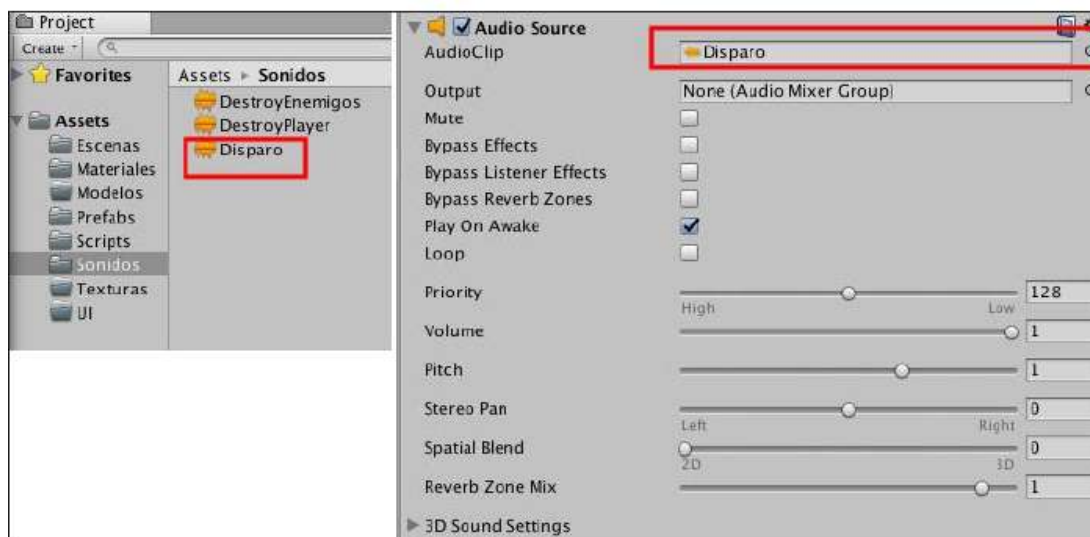 Project
Create
Favorites
Assets
Escenas
Materiales
Modelos
Prefabs
Scripts
Sonidos
Texturas
UI
Assets Sonidos
DestroyEnemigos
DestroyPlayer
Disparo
Audio Source
AudioClip Disparo
Output None (Audio Mixer Group)
Mute
Bypass Effects
Bypass Listener Effects
Bypass Reverb Zones
Play On Awake
Loop
Priority 128
High Low
Volume 1
Pitch 1
Stereo Pan 0
Left Right
Spatial Blend 0
2D 3D
Reverb Zone Mix 1
3D Sound Settings